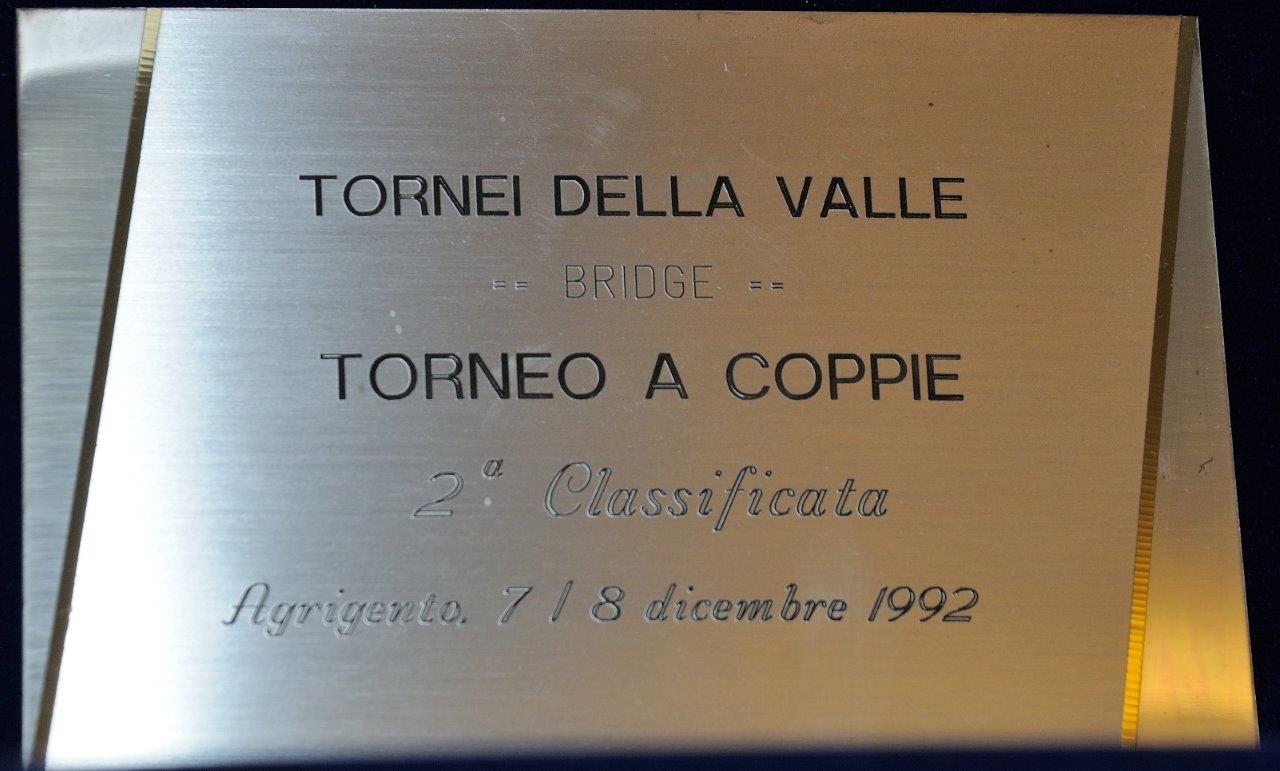 TORNEI DELLA VALLE
== BRIDGE ==
TORNEO A COPPIE
2ª Classificata
Agrigento, 7 / 8 dicembre 1992